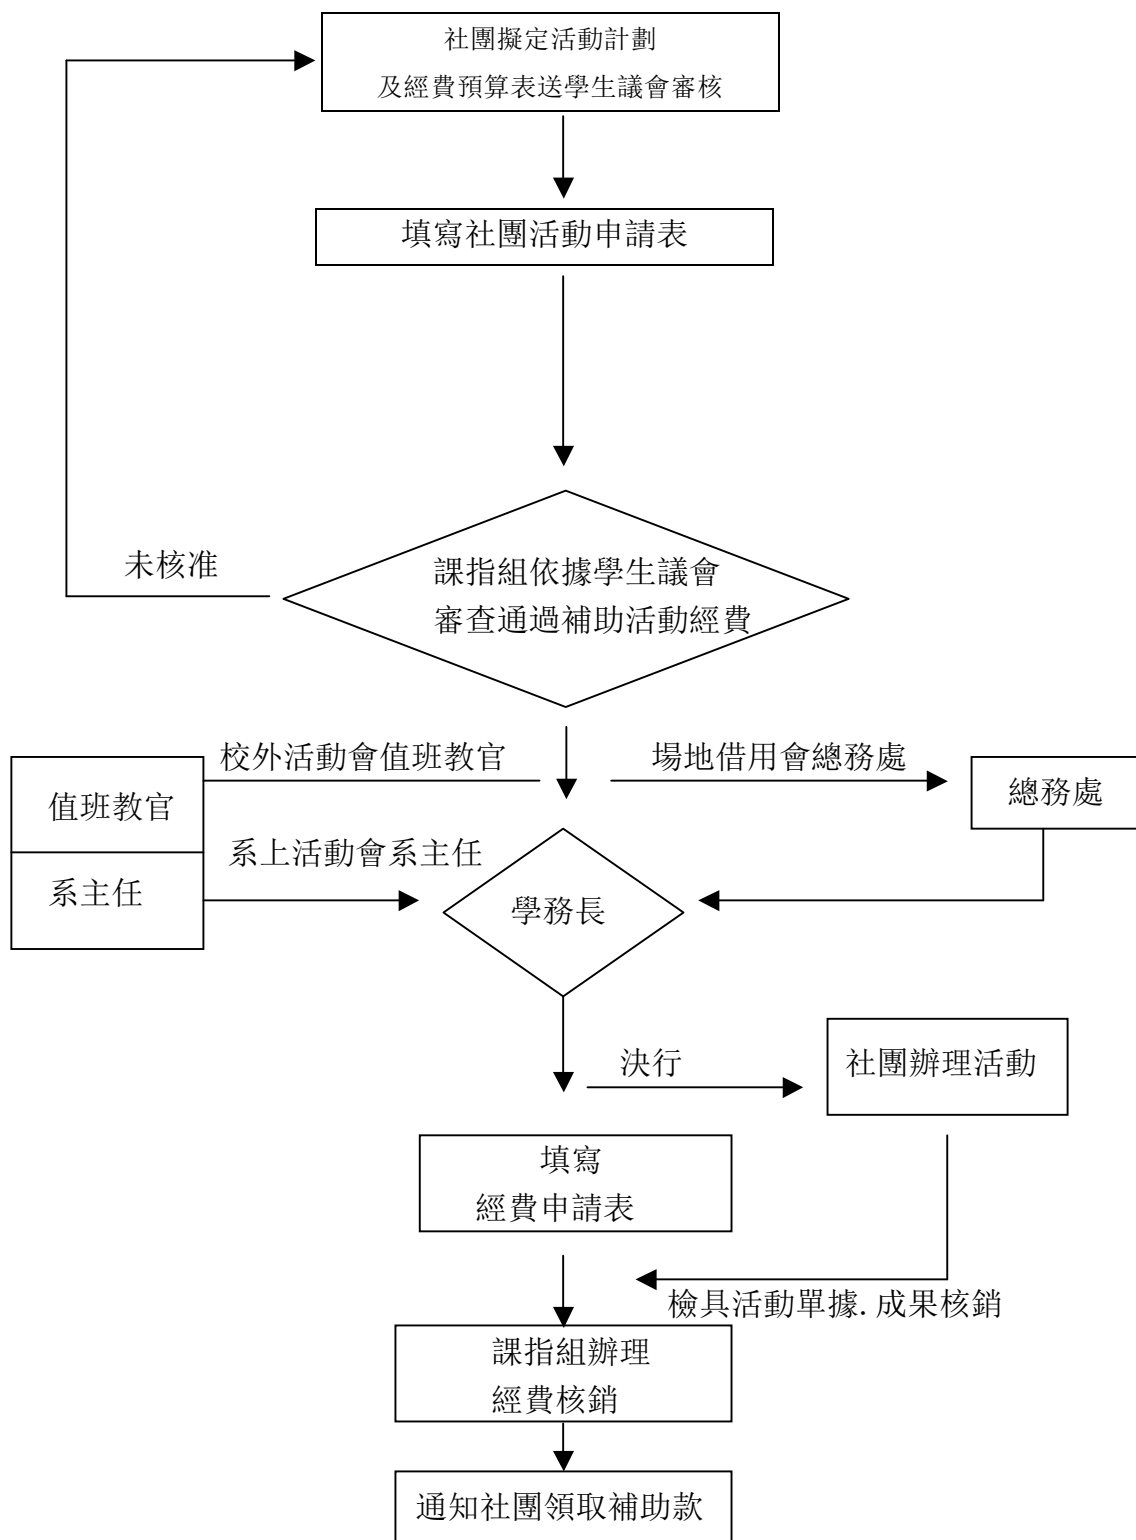 社團擬定活動計劃
及經費預算表送學生議會審核
填寫社團活動申請表
未核准
課指組依據學生議會
審查通過補助活動經費
校外活動會值班教官
場地借用會總務處
值班教官
總務處
系上活動會系主任
系主任
學務長
決行
社團辦理活動
填寫
經費申請表
檢具活動單據.成果核銷
課指組辦理
經費核銷
通知社團領取補助款